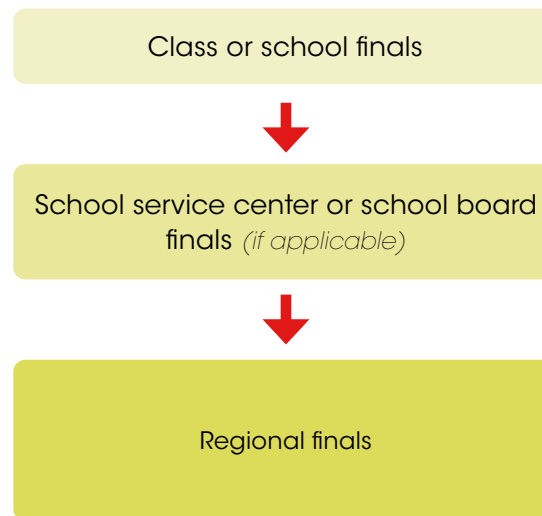 Class or school finals
School service center or school board
finals (if applicable)
Regional finals